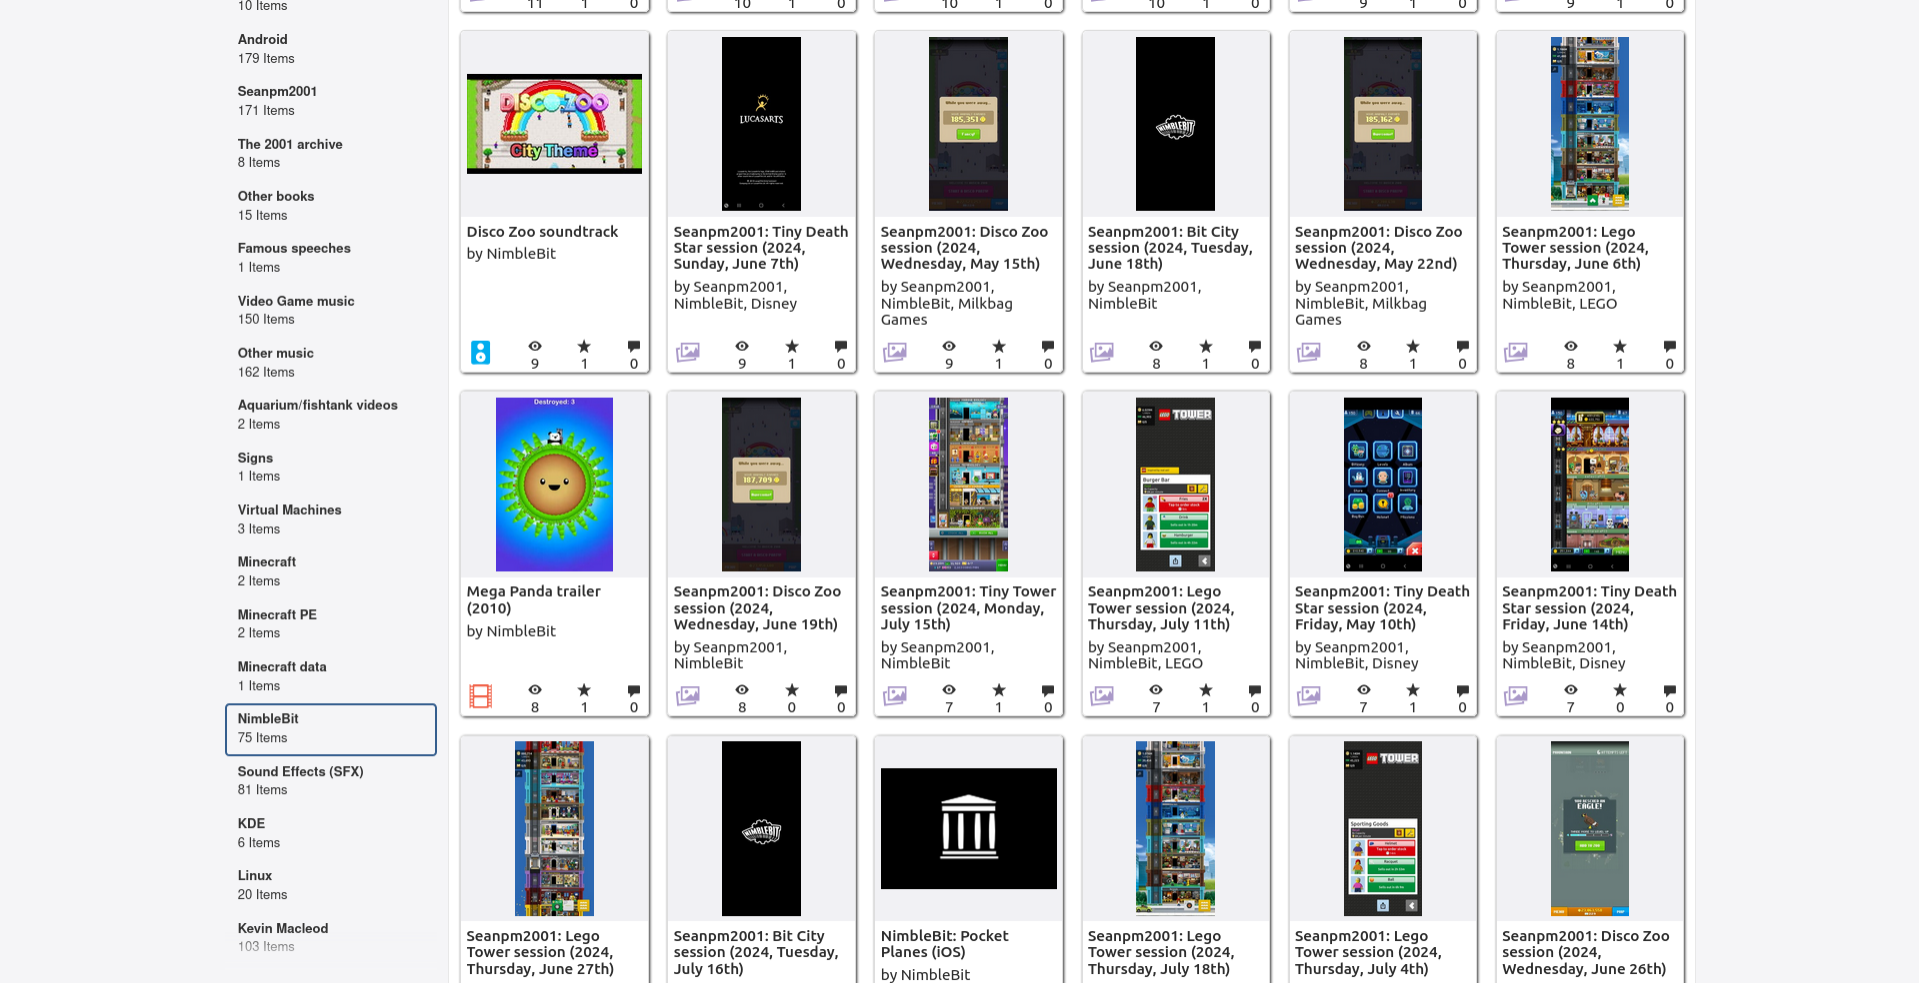 10 Items
Android
179 Items
Seanpm2001
171 Items
The 2001 archive
8 Items
Other books
15 Items
Famous speeches
1 Items
Video Game music
150 Items
Other music
162 Items
Aquarium/fishtank videos
2 Items
Signs
1 Items
Virtual Machines
3 Items
Minecraft
2 Items
Minecraft PE
2 Items
Minecraft data
1 Items
NimbleBit
75 Items
Sound Effects (SFX)
81 Items
KDE
6 Items
Linux
20 Items
Kevin Macleod
103 Items
11 1 0
10 1 0
10 1 0
10 1 0
9 1 0
9 1 0
DISCO ZOO
City Theme
Disco Zoo soundtrack
by NimbleBit
9 1 0
LUCASARTS
Seanpm2001: Tiny Death
Star session (2024,
Sunday, June 7th)
by Seanpm2001,
NimbleBit, Disney
9 1 0
While you were away...
185,351
Seanpm2001: Disco Zoo
session (2024,
Wednesday, May 15th)
by Seanpm2001,
NimbleBit, Milkbag
Games
9 1 0
NIMBLEBIT
Seanpm2001: Bit City
session (2024, Tuesday,
June 18th)
by Seanpm2001,
NimbleBit
8 1 0
While you were away...
185,162
Seanpm2001: Disco Zoo
session (2024,
Wednesday, May 22nd)
by Seanpm2001,
NimbleBit, Milkbag
Games
8 1 0
Seanpm2001: Lego
Tower session (2024,
Thursday, June 6th)
by Seanpm2001,
NimbleBit, LEGO
8 1 0
Destroyed: 3
Mega Panda trailer
(2010)
by NimbleBit
8 1 0
While you were away...
187,709
Seanpm2001: Disco Zoo
session (2024,
Wednesday, June 19th)
by Seanpm2001,
NimbleBit
8 0 0
Seanpm2001: Tiny Tower
session (2024, Monday,
July 15th)
by Seanpm2001,
NimbleBit
7 1 0
LEGO TOWER
Burger Bar
Seanpm2001: Lego
Tower session (2024,
Thursday, July 11th)
by Seanpm2001,
NimbleBit, LEGO
7 1 0
Seanpm2001: Tiny Death
Star session (2024,
Friday, May 10th)
by Seanpm2001,
NimbleBit, Disney
7 1 0
Seanpm2001: Tiny Death
Star session (2024,
Friday, June 14th)
by Seanpm2001,
NimbleBit, Disney
7 0 0
Seanpm2001: Lego
Tower session (2024,
Thursday, June 27th)
NIMBLEBIT
Seanpm2001: Bit City
session (2024, Tuesday,
July 16th)
NimbleBit: Pocket
Planes (iOS)
by NimbleBit
Seanpm2001: Lego
Tower session (2024,
Thursday, July 18th)
LEGO TOWER
Sporting Goods
Seanpm2001: Lego
Tower session (2024,
Thursday, July 4th)
EAGLE!
Seanpm2001: Disco Zoo
session (2024,
Wednesday, June 26th)